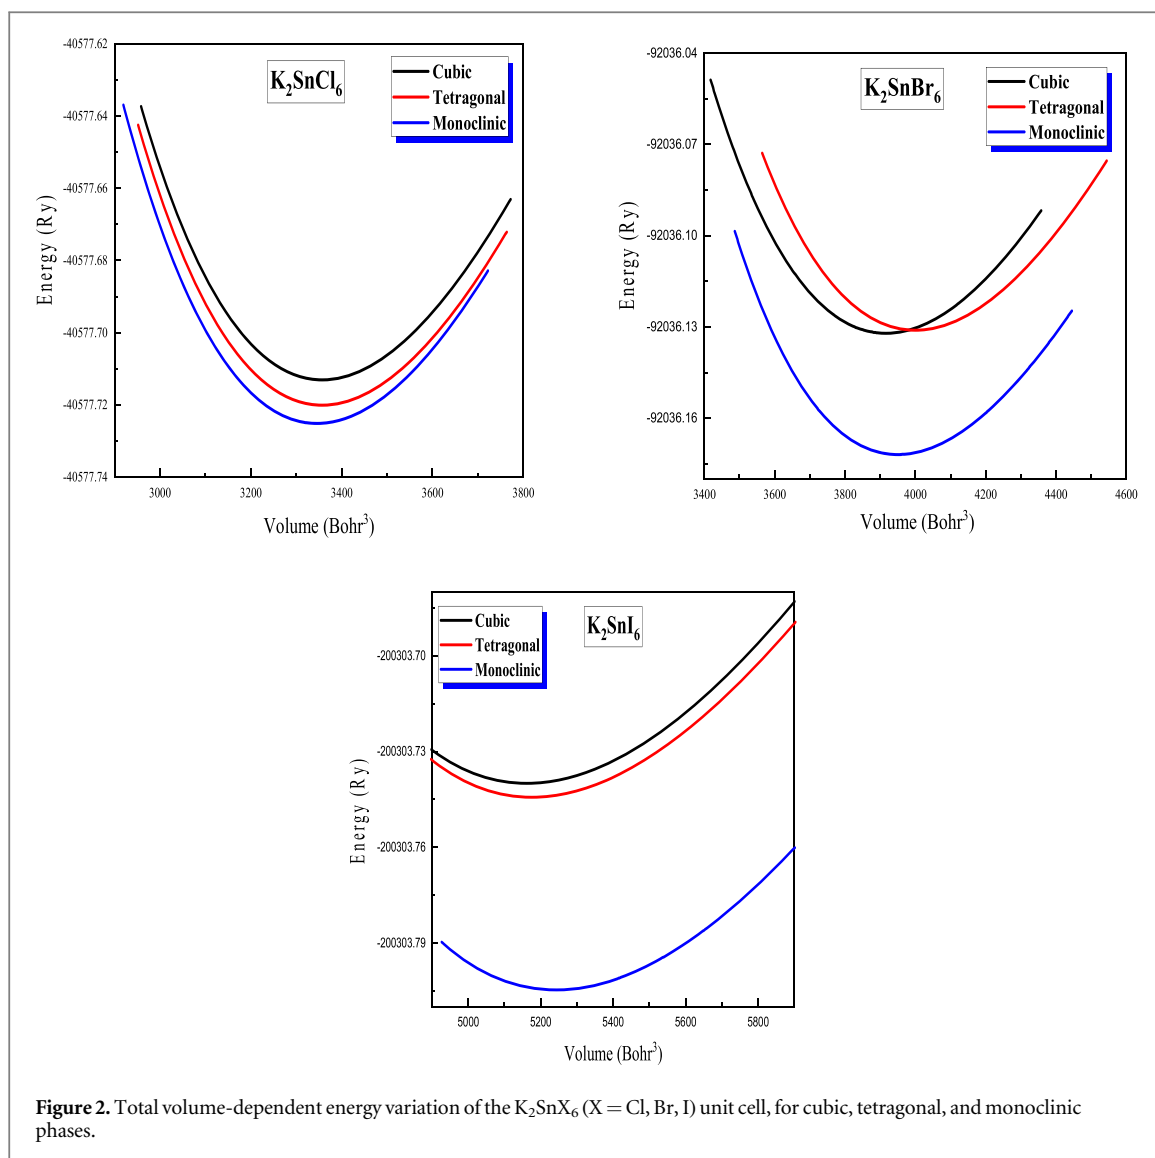 K₂SnCl₆
Cubic
Tetragonal
Monoclinic
-40577.62
-40577.64
-40577.66
-40577.68
-40577.70
-40577.72
-40577.74
Energy (Ry)
3000 3200 3400 3600 3800
Volume (Bohr³)
K₂SnBr₆
Cubic
Tetragonal
Monoclinic
-92036.04
-92036.07
-92036.10
-92036.13
-92036.16
Energy (Ry)
3400 3600 3800 4000 4200 4400 4600
Volume (Bohr³)
Cubic
Tetragonal
Monoclinic
K₂SnI₆
-200303.70
-200303.73
-200303.76
-200303.79
Energy (Ry)
5000 5200 5400 5600 5800
Volume (Bohr³)
Figure 2. Total volume-dependent energy variation of the K₂SnX₆ (X = Cl, Br, I) unit cell, for cubic, tetragonal, and monoclinic
phases.